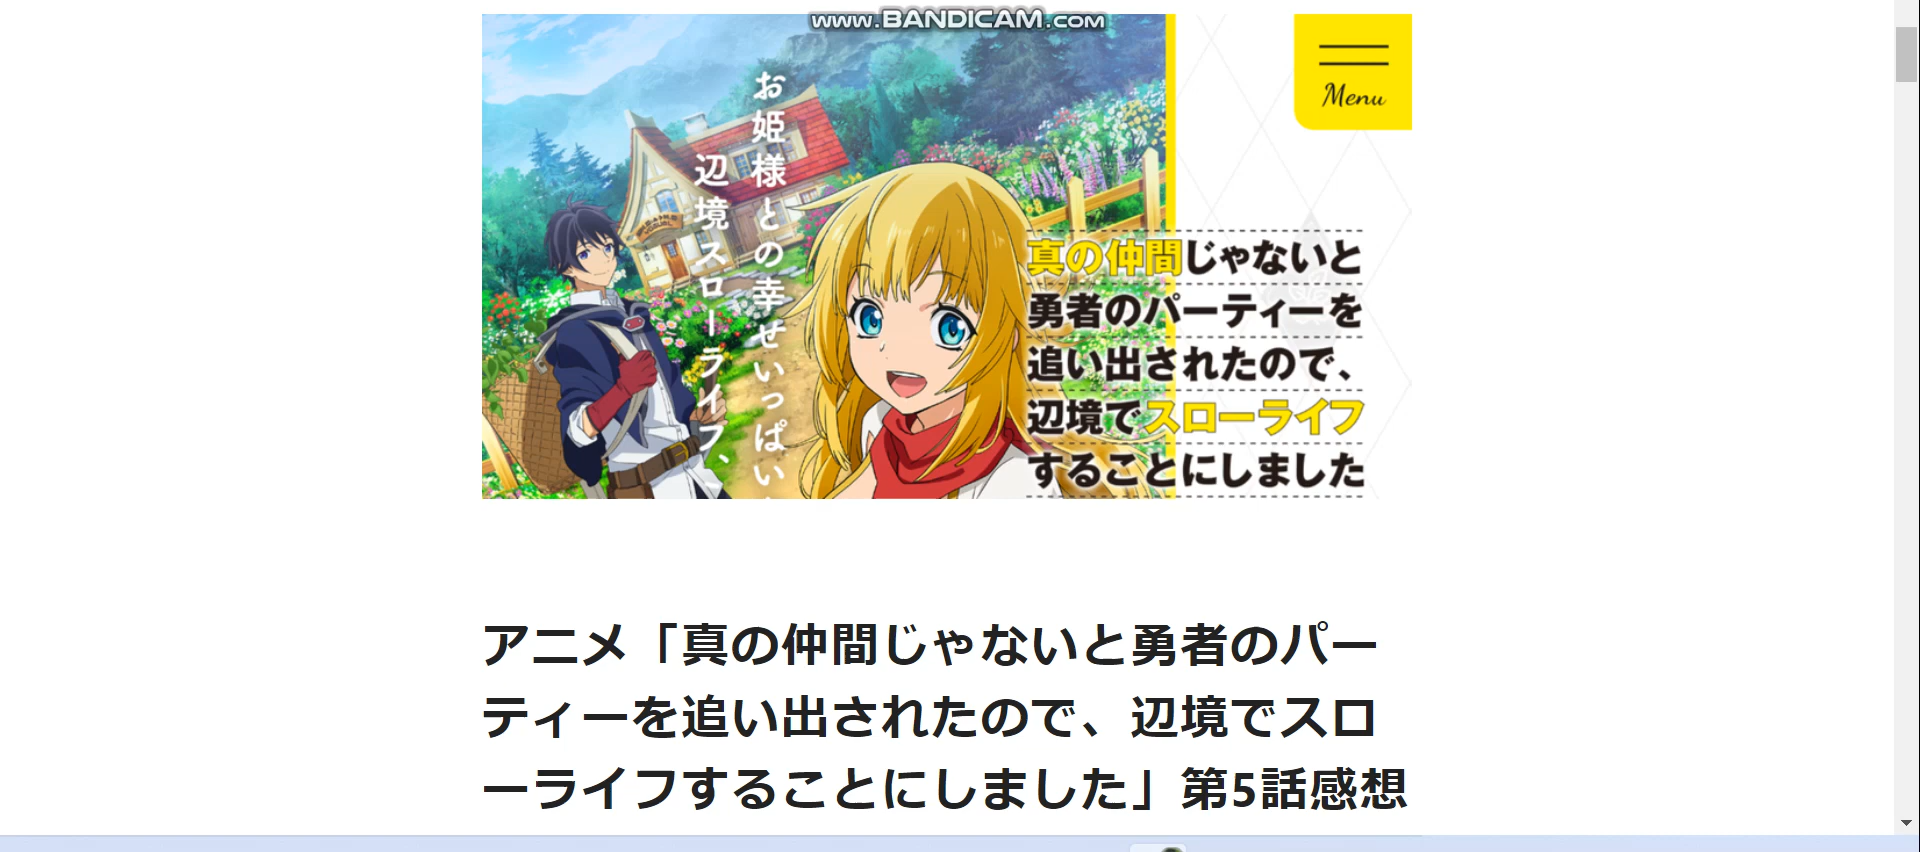 www.BANDICAM.com
Menu
お姫様との幸せいっぱい
辺境スローライフ、
真の仲間じゃないと
勇者のパーティーを
追い出されたので、
辺境でスローライフ
することにしました
アニメ「真の仲間じゃないと勇者のパー
ティーを追い出されたので、辺境でスロ
ーライフすることにしました」第5話感想